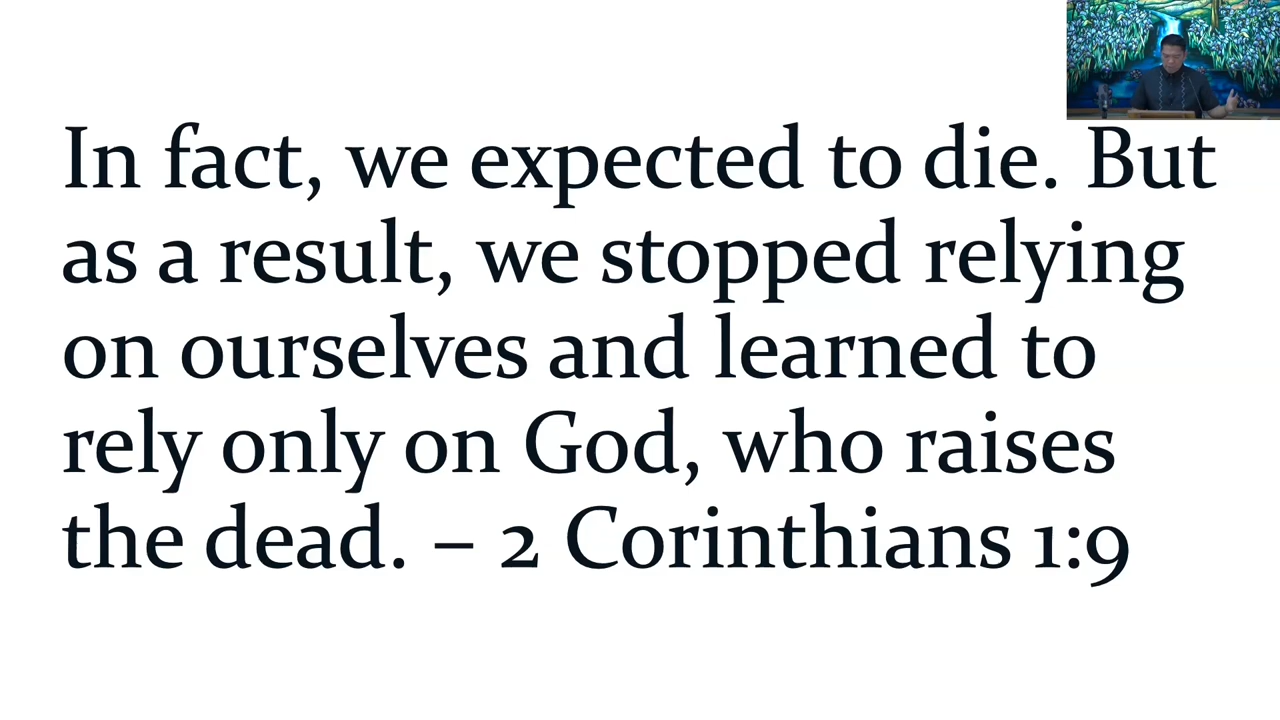 In fact, we expected to die. But
as a result, we stopped relying
on ourselves and learned to
rely only on God, who raises
the dead. – 2 Corinthians 1:9